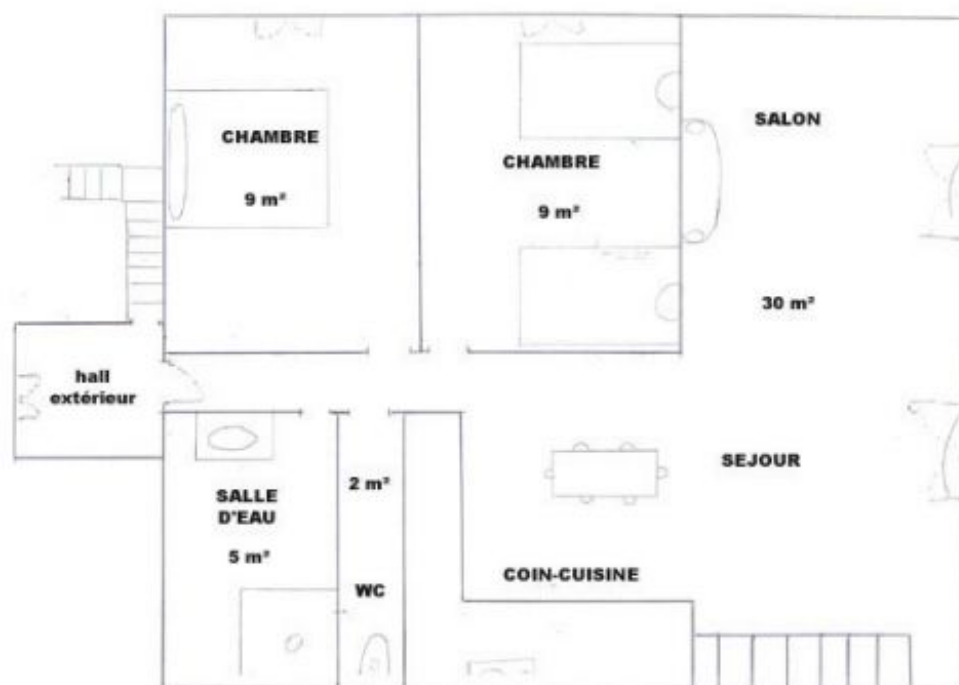 CHAMBRE
9 m²
CHAMBRE
9 m²
SALON
30 m²
hall
extérieur
SEJOUR
SALLE
D'EAU
5 m²
2 m²
WC
COIN-CUISINE